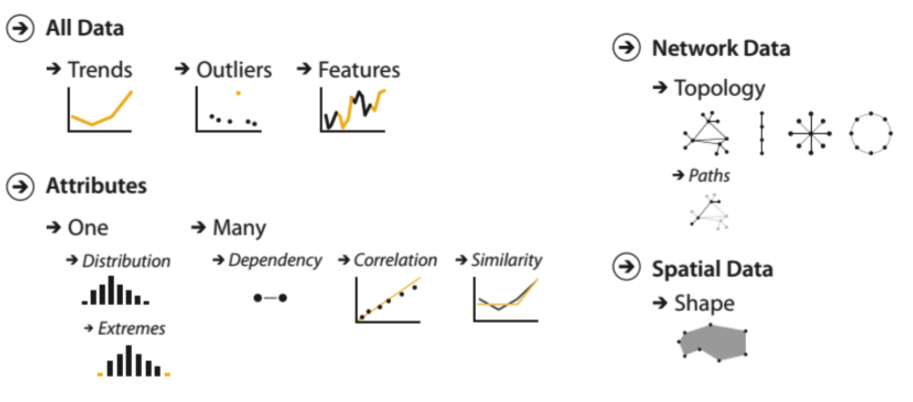 All Data
→ Trends
→ Outliers
→ Features
Attributes
→ One
→ Distribution
→ Extremes
→ Many
→ Dependency
→ Correlation
→ Similarity
Network Data
→ Topology
→ Paths
Spatial Data
→ Shape